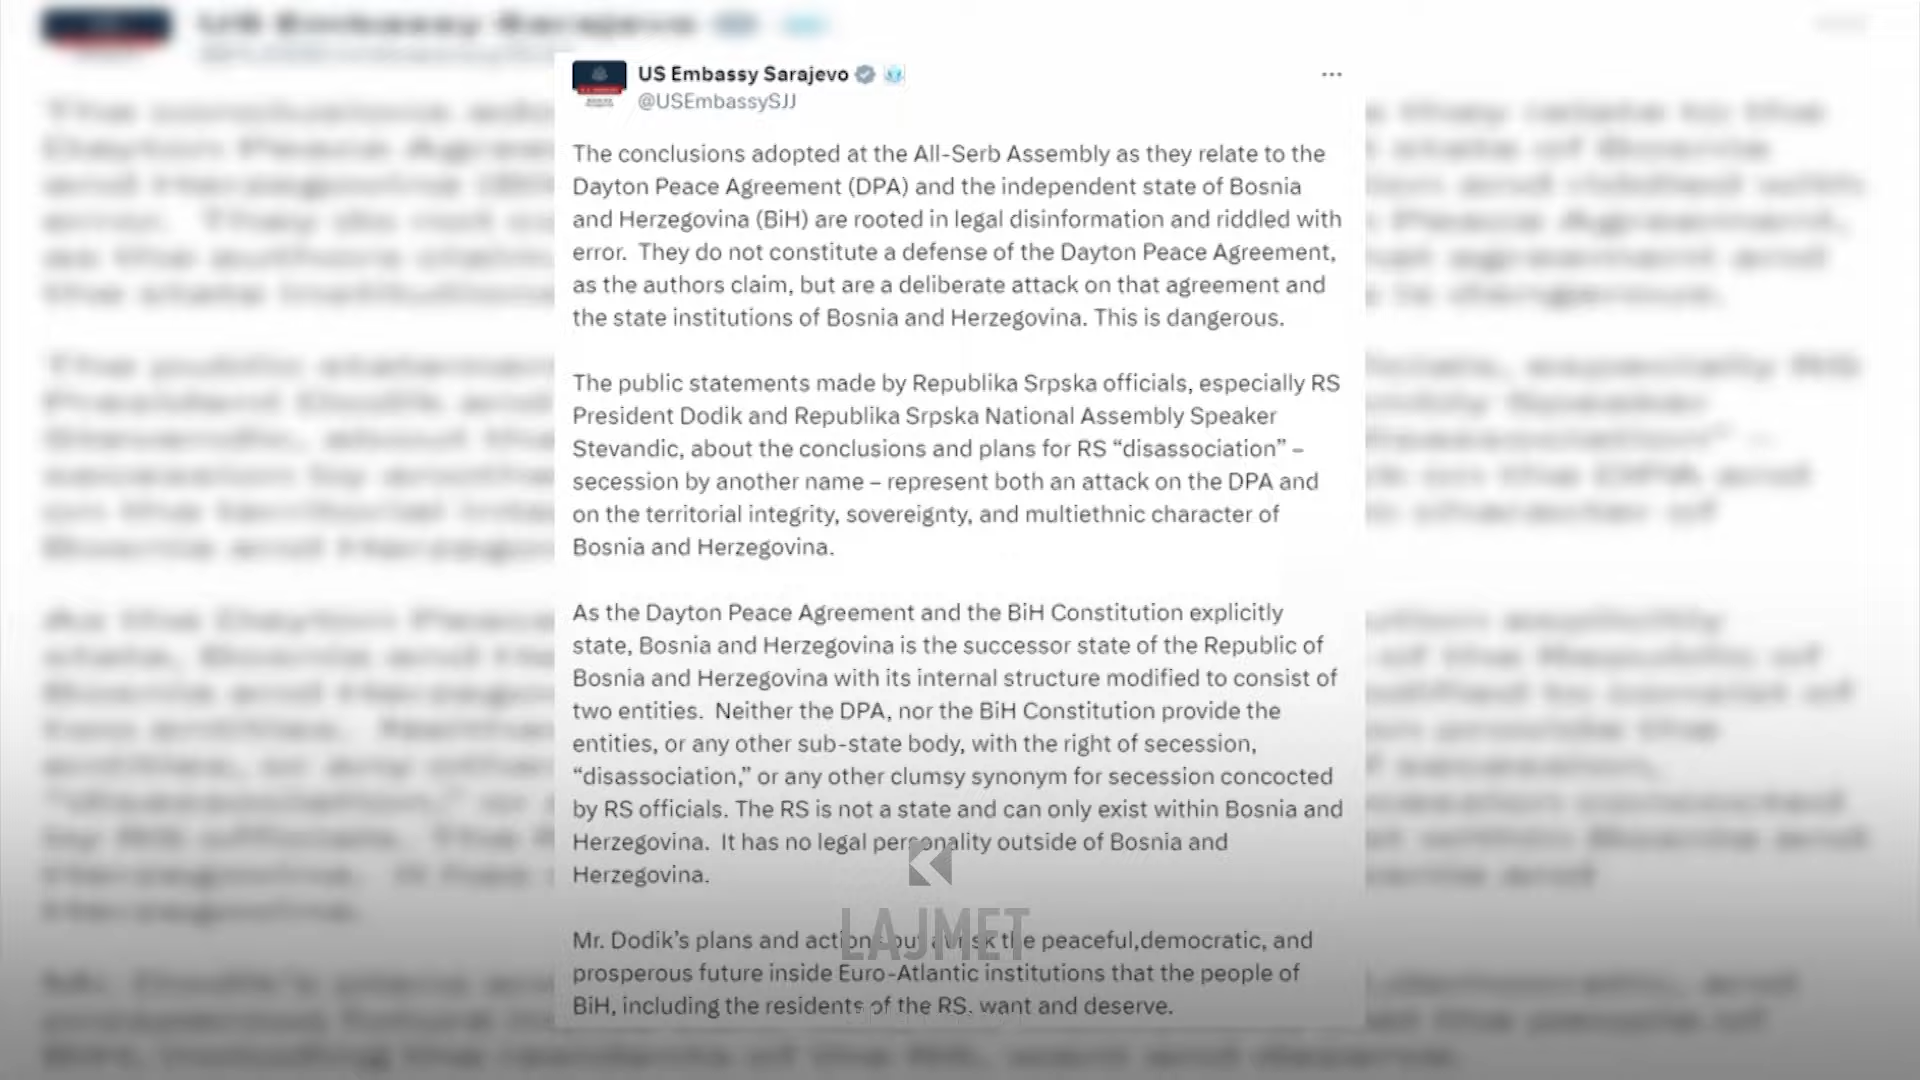 US Embassy Sarajevo
@USEmbassySJJ
The conclusions adopted at the All-Serb Assembly as they relate to the
Dayton Peace Agreement (DPA) and the independent state of Bosnia
and Herzegovina (BiH) are rooted in legal disinformation and riddled with
error.  They do not constitute a defense of the Dayton Peace Agreement,
as the authors claim, but are a deliberate attack on that agreement and
the state institutions of Bosnia and Herzegovina. This is dangerous.
The public statements made by Republika Srpska officials, especially RS
President Dodik and Republika Srpska National Assembly Speaker
Stevandic, about the conclusions and plans for RS “disassociation” –
secession by another name – represent both an attack on the DPA and
on the territorial integrity, sovereignty, and multiethnic character of
Bosnia and Herzegovina.
As the Dayton Peace Agreement and the BiH Constitution explicitly
state, Bosnia and Herzegovina is the successor state of the Republic of
Bosnia and Herzegovina with its internal structure modified to consist of
two entities.  Neither the DPA, nor the BiH Constitution provide the
entities, or any other sub-state body, with the right of secession,
“disassociation,” or any other clumsy synonym for secession concocted
by RS officials. The RS is not a state and can only exist within Bosnia and
Herzegovina.  It has no legal personality outside of Bosnia and
Herzegovina.
Mr. Dodik’s plans and actions put at risk the peaceful,democratic, and
prosperous future inside Euro-Atlantic institutions that the people of
BiH, including the residents of the RS, want and deserve.
LAJMET